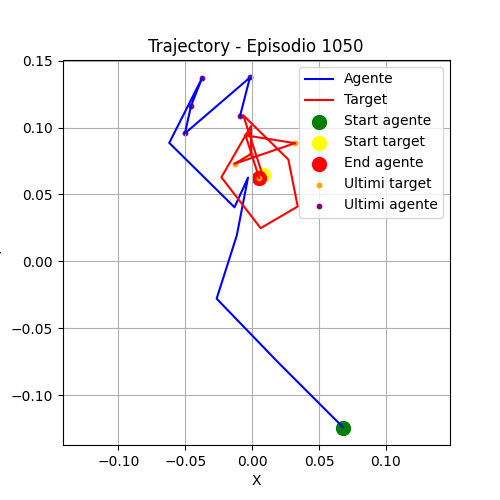 Trajectory - Episodio 1050
0.15
0.10
0.05
0.00
−0.05
−0.10
−0.10
−0.05
0.00
0.05
0.10
X
Agente
Target
Start agente
Start target
End agente
Ultimi target
Ultimi agente